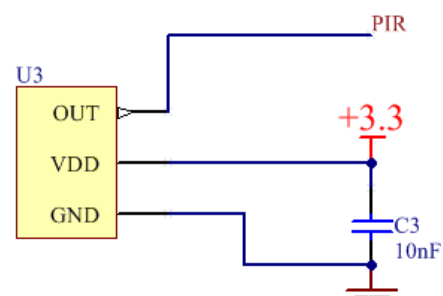 PIR
U3
OUT
+3.3
VDD
GND
C3
10nF